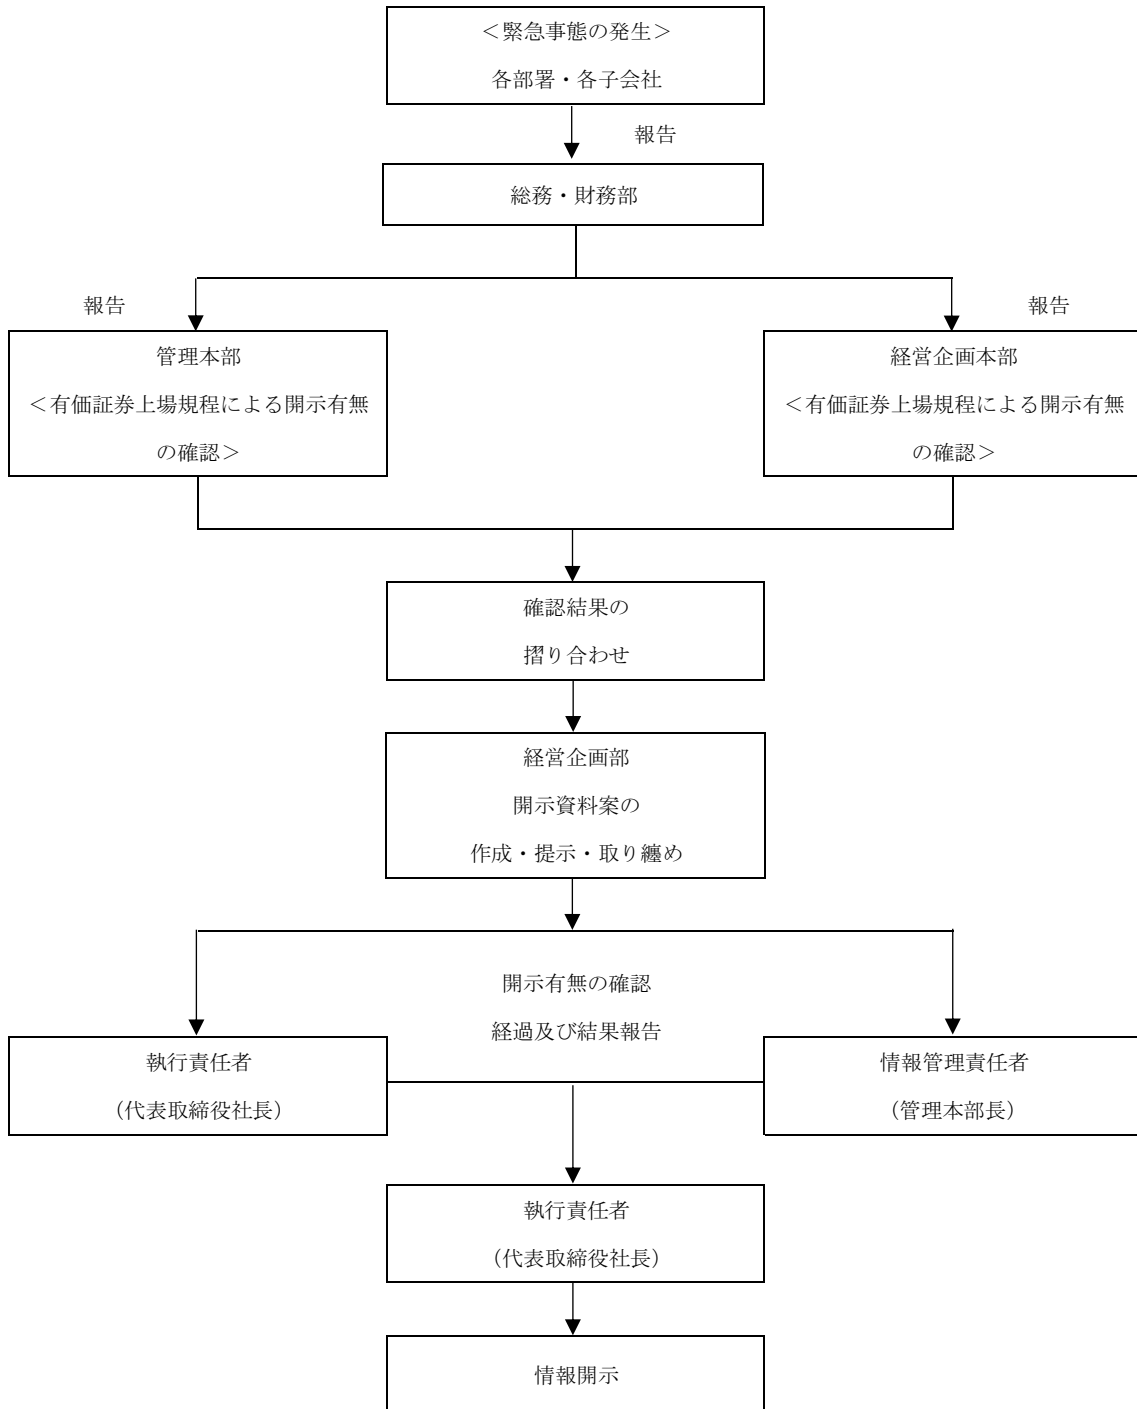 ＜緊急事態の発生＞
各部署・各子会社
報告
総務・財務部
報告
報告
管理本部
＜有価証券上場規程による開示有無
の確認＞
経営企画本部
＜有価証券上場規程による開示有無
の確認＞
確認結果の
摺り合わせ
経営企画部
開示資料案の
作成・提示・取り纏め
開示有無の確認
経過及び結果報告
執行責任者
（代表取締役社長）
情報管理責任者
（管理本部長）
執行責任者
（代表取締役社長）
情報開示